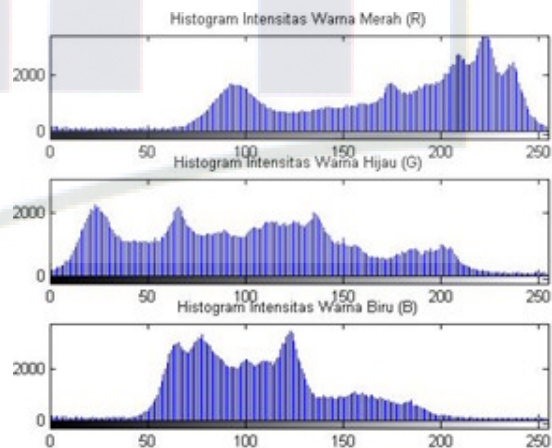 Histogram Intensitas Warna Merah (R)
2000
0
0 50 100 150 200 250
Histogram Intensitas Warna Hijau (G)
2000
0
0 50 100 150 200 250
Histogram Intensitas Warna Biru (B)
2000
0
0 50 100 150 200 250